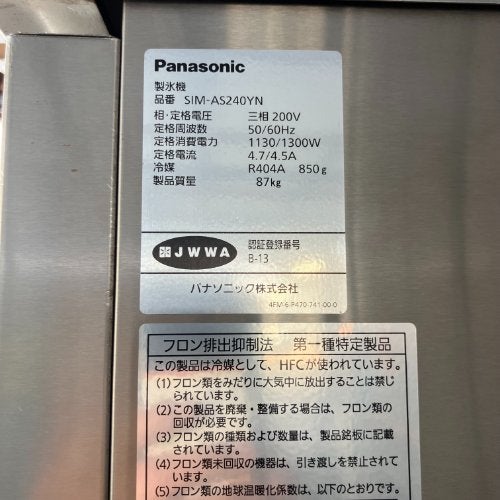 Panasonic
製氷機
品番 SIM-AS240YN
相・定格電圧 三相 200V
定格周波数 50/60Hz
定格消費電力 1130/1300W
定格電流 4.7/4.5A
冷媒 R404A 850g
製品質量 87kg
JWWA 認証登録番号
B-13
パナソニック株式会社
4FM-6-P470-741-00-0
フロン排出抑制法 第一種特定製品
この製品は冷媒として、HFCが使われています。
(1)フロン類をみだりに大気中に放出することは禁じ
られています。
(2)この製品を廃棄・整備する場合は、フロン類の
回収が必要です。
(3)フロン類の種類および数量は、製品銘板に記載
されています。
(4)フロン類未回収の機器は、引き渡しを禁止されて
います。
(5)フロン類の地球温暖化係数は、以下のとおりです。